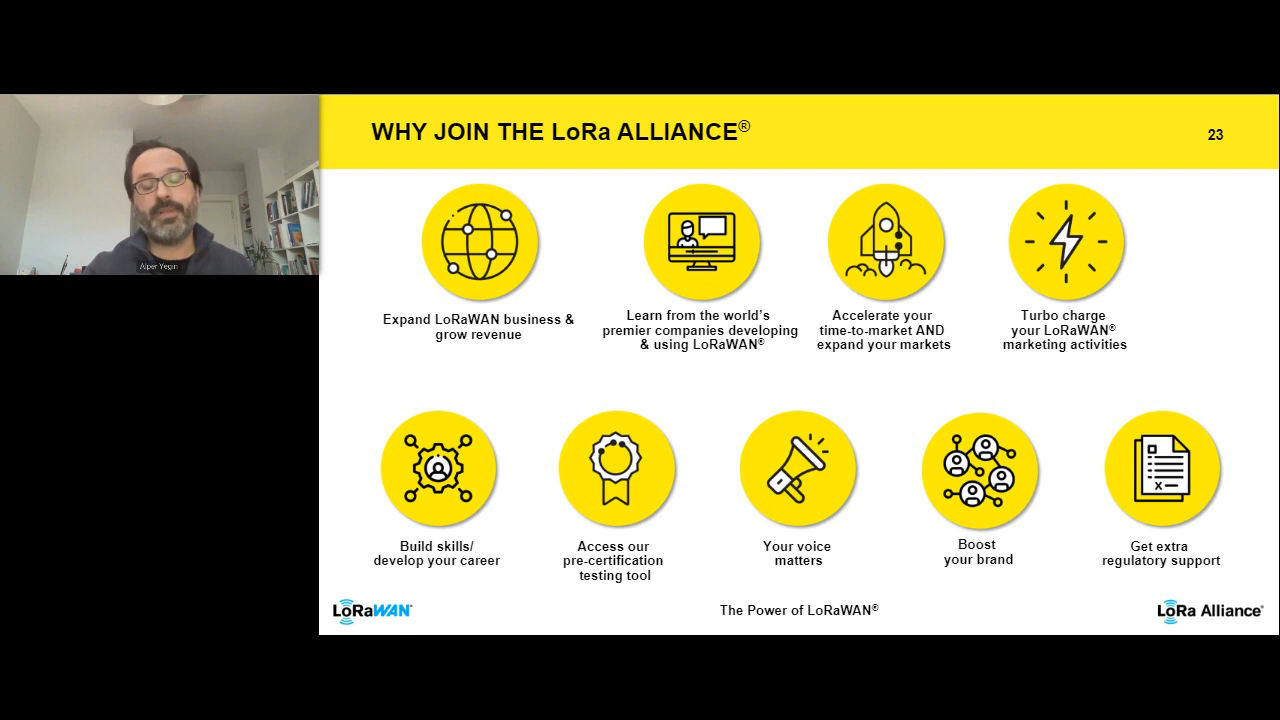 WHY JOIN THE LoRa ALLIANCE®
23
Alper Yegin
Expand LoRaWAN business &
grow revenue
Learn from the world’s
premier companies developing
& using LoRaWAN®
Accelerate your
time-to-market AND
expand your markets
Turbo charge
your LoRaWAN®
marketing activities
Build skills/
develop your career
Access our
pre-certification
testing tool
Your voice
matters
Boost
your brand
Get extra
regulatory support
LoRaWAN®
The Power of LoRaWAN®
LoRa Alliance®